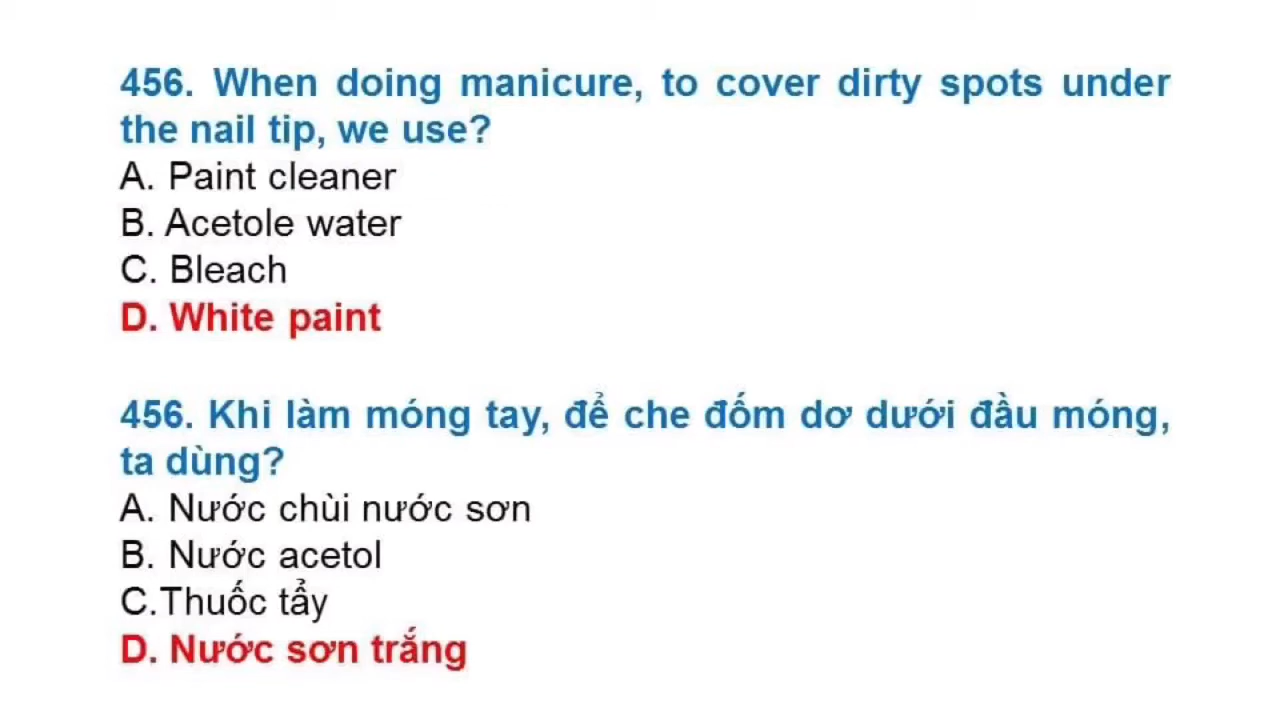 456. When doing manicure, to cover dirty spots under
the nail tip, we use?
A. Paint cleaner
B. Acetole water
C. Bleach
D. White paint
456. Khi làm móng tay, để che đốm dơ dưới đầu móng,
ta dùng?
A. Nước chùi nước sơn
B. Nước acetol
C.Thuốc tẩy
D. Nước sơn trắng